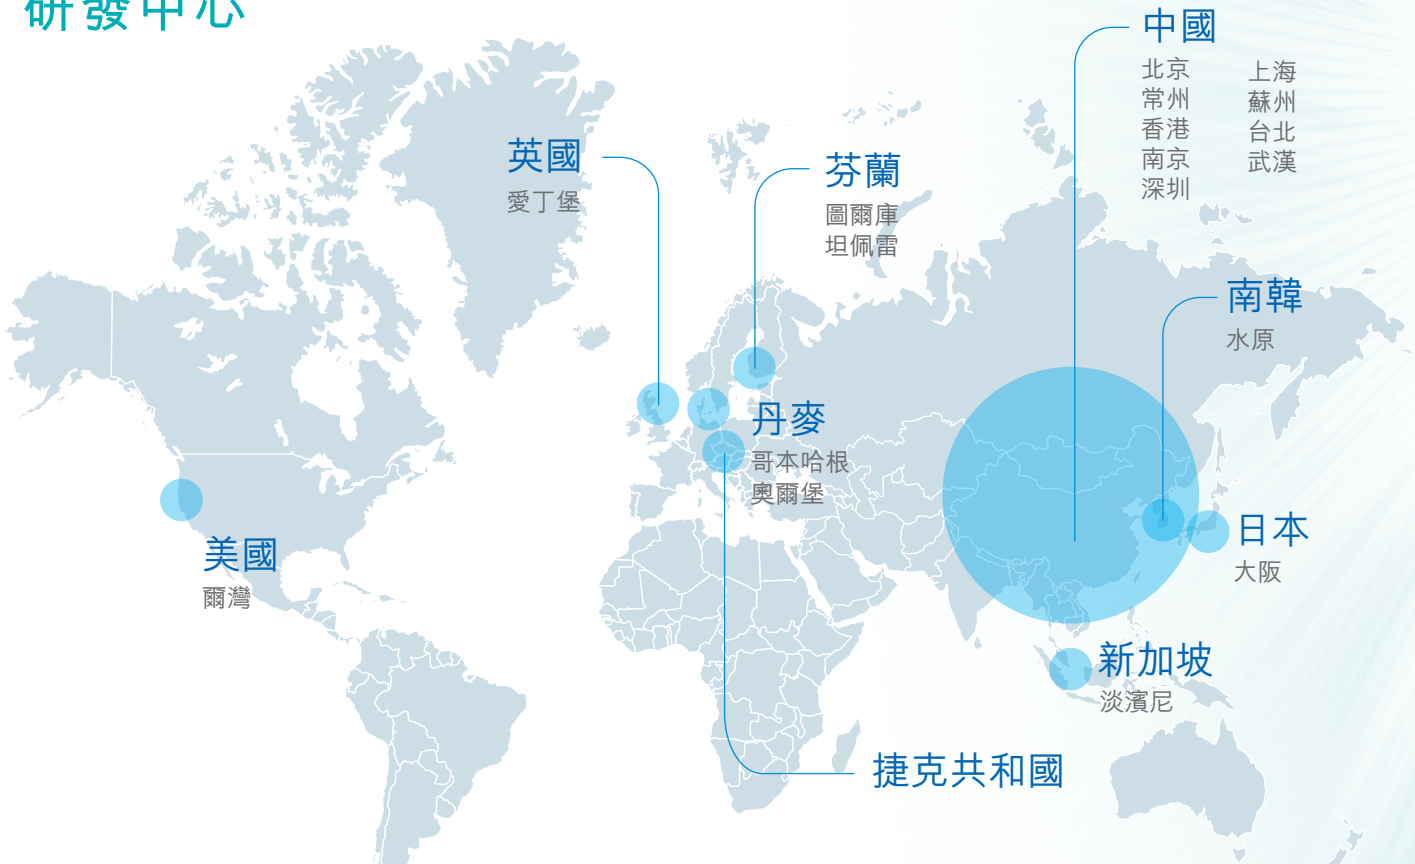 研發中心
中國
北京
常州
香港
南京
深圳
上海
蘇州
台北
武漢
英國
愛丁堡
芬蘭
圖爾庫
坦佩雷
南韓
水原
丹麥
哥本哈根
奧爾堡
日本
大阪
美國
爾灣
新加坡
淡濱尼
捷克共和國